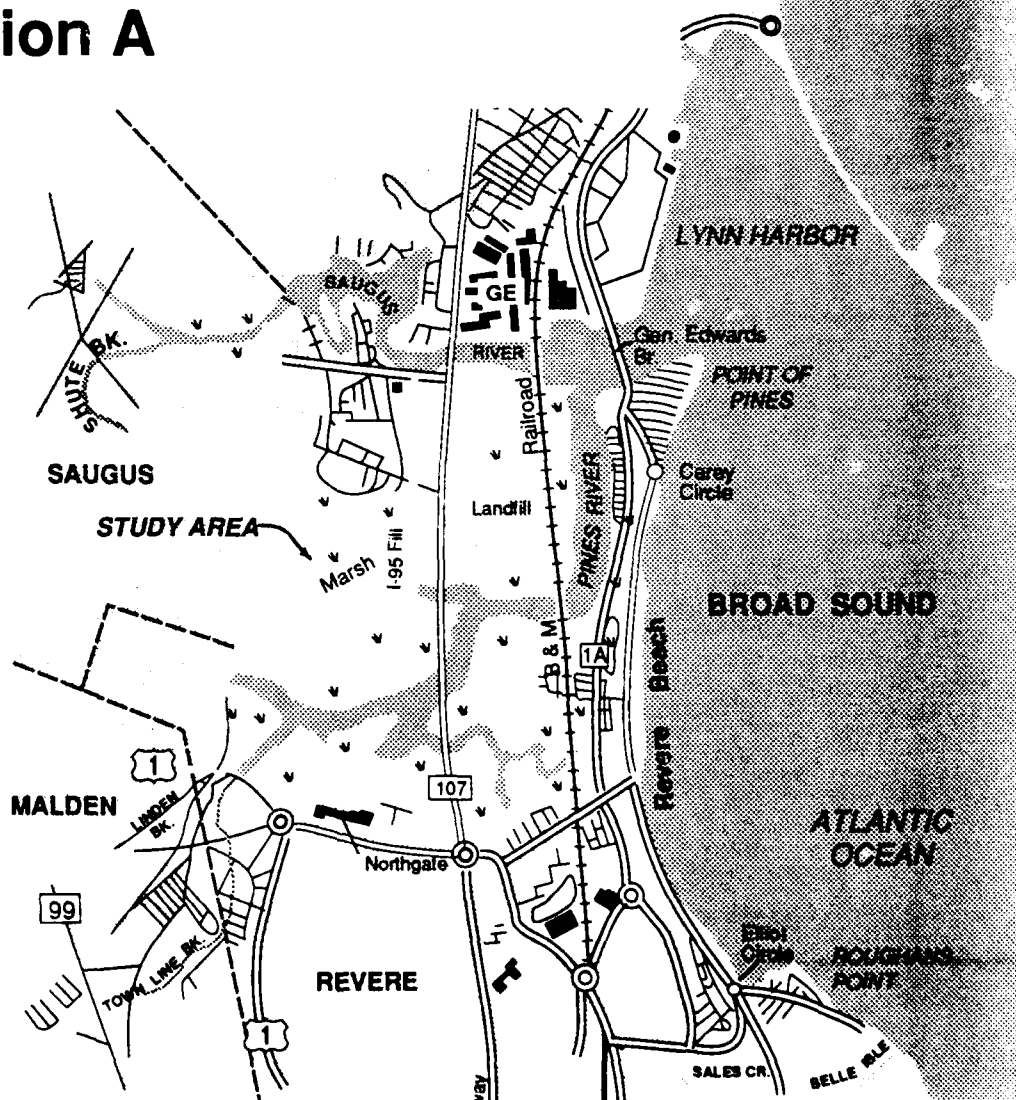 ion A
LYNN HARBOR
SAUGUS
GE
RIVER
Gen. Edwards
Br.
POINT OF
PINES
SHUTE BK.
Railroad
Carey
Circle
SAUGUS
STUDY AREA
Landfill
PINES RIVER
I-95 Fill
Marsh
BROAD SOUND
B & M
1A
Revere Beach
1
107
MALDEN
LINDEN
BK.
ATLANTIC
OCEAN
Northgate
99
Elliot
Circle
ROUGHANS
POINT
TOWN LINE BK.
REVERE
1
SALES CR.
BELLE ISLE
way